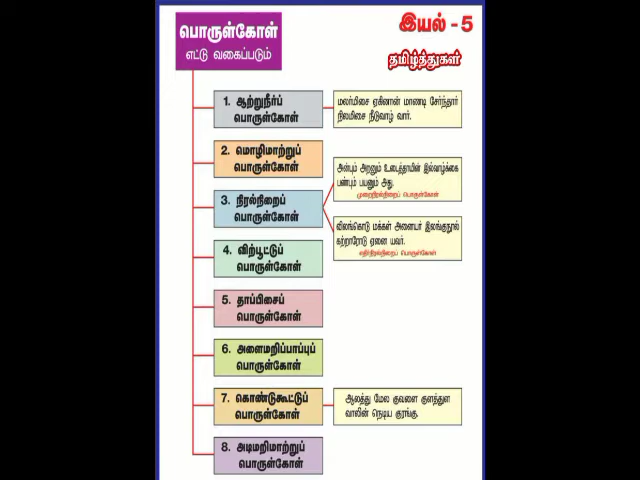 பொருள்கோள்
எட்டு வகைப்படும்
இயல் - 5
தமிழ்த்துகள்
1. ஆற்றுநீர்ப்
பொருள்கோள்
மலர்மிசை ஏகினான் மாணடி சேர்ந்தார்
நிலமிசை நீடுவாழ் வார்.
2. மொழிமாற்றுப்
பொருள்கோள்
3. நிரல்நிறைப்
பொருள்கோள்
அன்பும் அறனும் உடைத்தாயின் இல்வாழ்க்கை
பண்பும் பயனும் அது.
முறைநிரல்நிறைப் பொருள்கோள்
விலங்கொடு மக்கள் அனையர் இலங்குநூல்
கற்றாரோடு ஏனை யவர்.
எதிர்நிரல்நிறைப் பொருள்கோள்
4. விற்பூட்டுப்
பொருள்கோள்
5. தாப்பிசைப்
பொருள்கோள்
6. அளைமறிப்பாப்புப்
பொருள்கோள்
7. கொண்டுகூட்டுப்
பொருள்கோள்
ஆலத்து மேல குவளை குளத்துள
வாலின் நெடிய குரங்கு.
8. அடிமறிமாற்றுப்
பொருள்கோள்